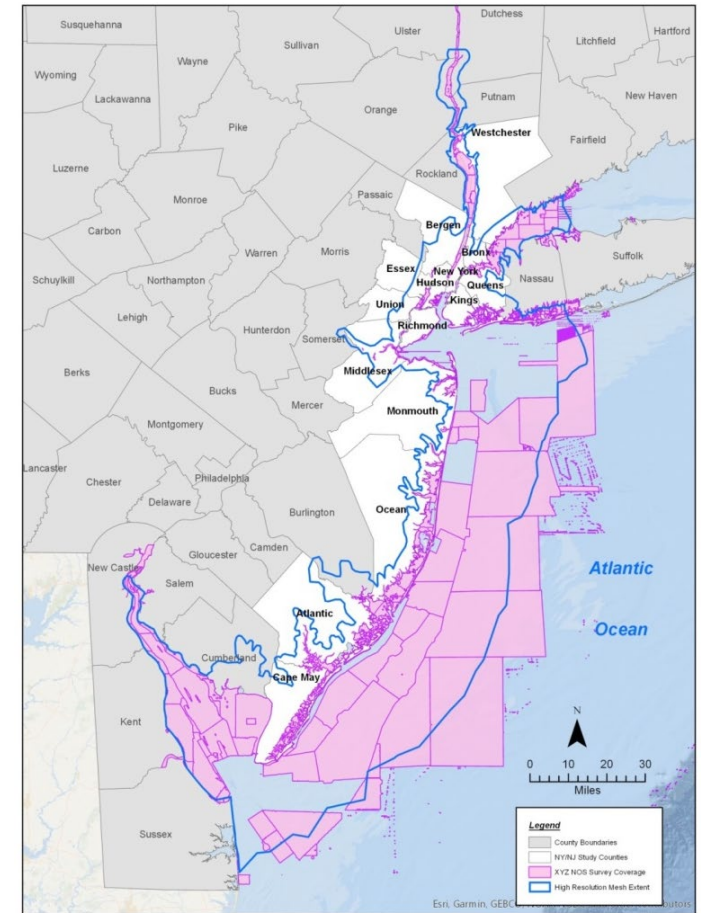 Dutchess
Susquehanna
Ulster
Hartford
Sullivan
Litchfield
Wayne
Wyoming
Lackawanna
Putnam
New Haven
Orange
Pike
Westchester
Fairfield
Rockland
Luzerne
Passaic
Monroe
Bergen
Carbon
Morris
Warren
Bronx
Suffolk
Essex
New York
Nassau
Schuylkill
Northampton
Hudson
Queens
Union
Kings
Lehigh
Richmond
Hunterdon
Somerset
Berks
Middlesex
Bucks
Mercer
Monmouth
Montgomery
Lancaster
Chester
Philadelphia
Ocean
Delaware
Burlington
Camden
Gloucester
New Castle
Salem
Atlantic
Ocean
Atlantic
Cumberland
Cape May
Kent
N
0 10 20 30
Miles
Sussex
Legend
County Boundaries
NY/NJ Study Counties
XYZ NOS Survey Coverage
High Resolution Mesh Extent
Esri, Garmin, GEBC